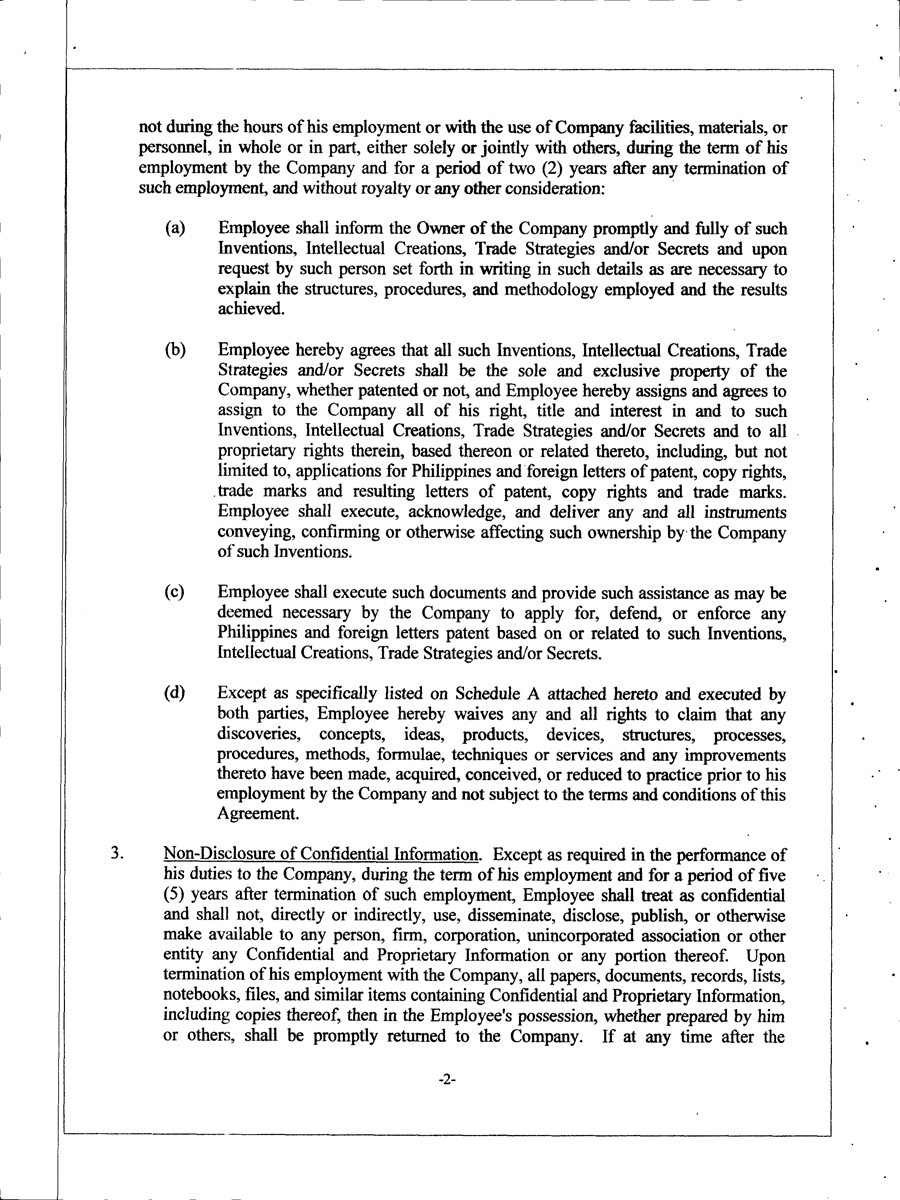 not during the hours of his employment or with the use of Company facilities, materials, or
personnel, in whole or in part, either solely or jointly with others, during the term of his
employment by the Company and for a period of two (2) years after any termination of
such employment, and without royalty or any other consideration:
(a) Employee shall inform the Owner of the Company promptly and fully of such
Inventions, Intellectual Creations, Trade Strategies and/or Secrets and upon
request by such person set forth in writing in such details as are necessary to
explain the structures, procedures, and methodology employed and the results
achieved.
(b) Employee hereby agrees that all such Inventions, Intellectual Creations, Trade
Strategies and/or Secrets shall be the sole and exclusive property of the
Company, whether patented or not, and Employee hereby assigns and agrees to
assign to the Company all of his right, title and interest in and to such
Inventions, Intellectual Creations, Trade Strategies and/or Secrets and to all
proprietary rights therein, based thereon or related thereto, including, but not
limited to, applications for Philippines and foreign letters of patent, copy rights,
trade marks and resulting letters of patent, copy rights and trade marks.
Employee shall execute, acknowledge, and deliver any and all instruments
conveying, confirming or otherwise affecting such ownership by the Company
of such Inventions.
(c) Employee shall execute such documents and provide such assistance as may be
deemed necessary by the Company to apply for, defend, or enforce any
Philippines and foreign letters patent based on or related to such Inventions,
Intellectual Creations, Trade Strategies and/or Secrets.
(d) Except as specifically listed on Schedule A attached hereto and executed by
both parties, Employee hereby waives any and all rights to claim that any
discoveries, concepts, ideas, products, devices, structures, processes,
procedures, methods, formulae, techniques or services and any improvements
thereto have been made, acquired, conceived, or reduced to practice prior to his
employment by the Company and not subject to the terms and conditions of this
Agreement.
3. Non-Disclosure of Confidential Information. Except as required in the performance of
his duties to the Company, during the term of his employment and for a period of five
(5) years after termination of such employment, Employee shall treat as confidential
and shall not, directly or indirectly, use, disseminate, disclose, publish, or otherwise
make available to any person, firm, corporation, unincorporated association or other
entity any Confidential and Proprietary Information or any portion thereof. Upon
termination of his employment with the Company, all papers, documents, records, lists,
notebooks, files, and similar items containing Confidential and Proprietary Information,
including copies thereof, then in the Employee's possession, whether prepared by him
or others, shall be promptly returned to the Company. If at any time after the
-2-